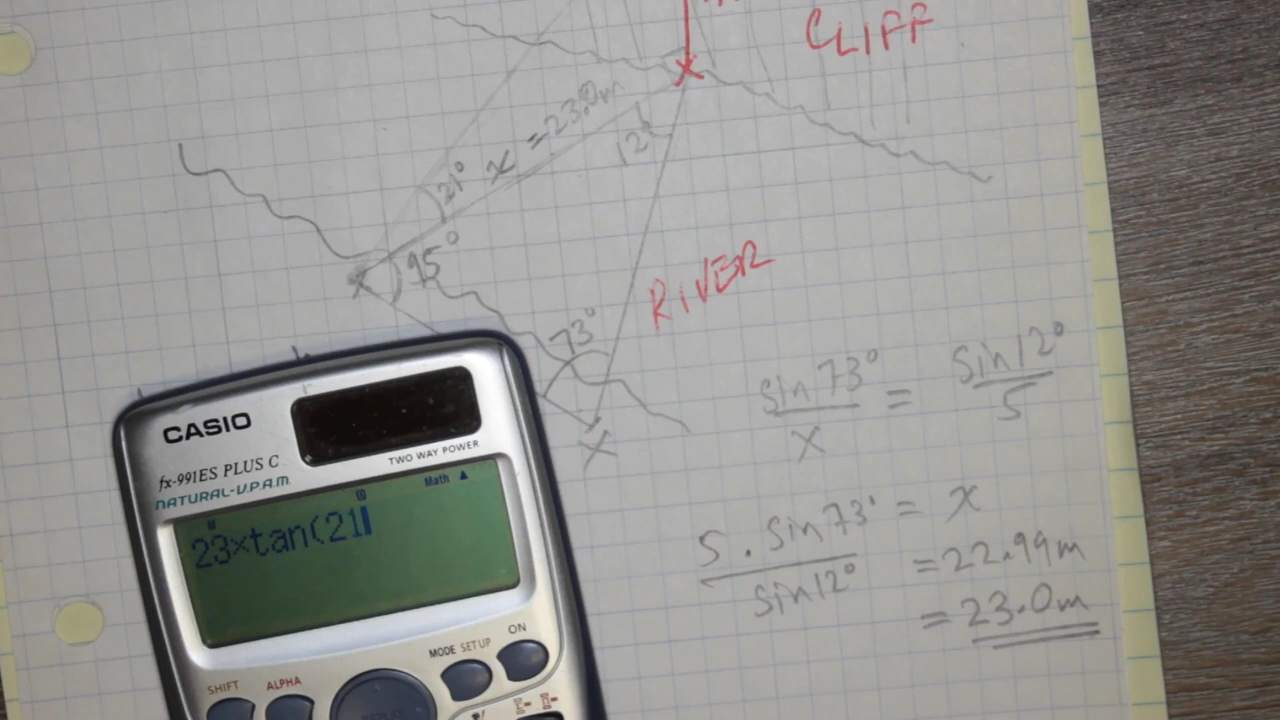 CLIFF
x = 23.0m
12°
21°
95°
RIVER
73°
sin 73° = sin 12°
x 5
5 . sin 73° = x
sin 12°
= 22.99m
= 23.0m
x
CASIO
fx-991ES PLUS C
NATURAL-V.P.A.M.
TWO WAY POWER
M D Math ▲
23×tan(21
MODE SETUP ON
SHIFT ALPHA
REPLAY